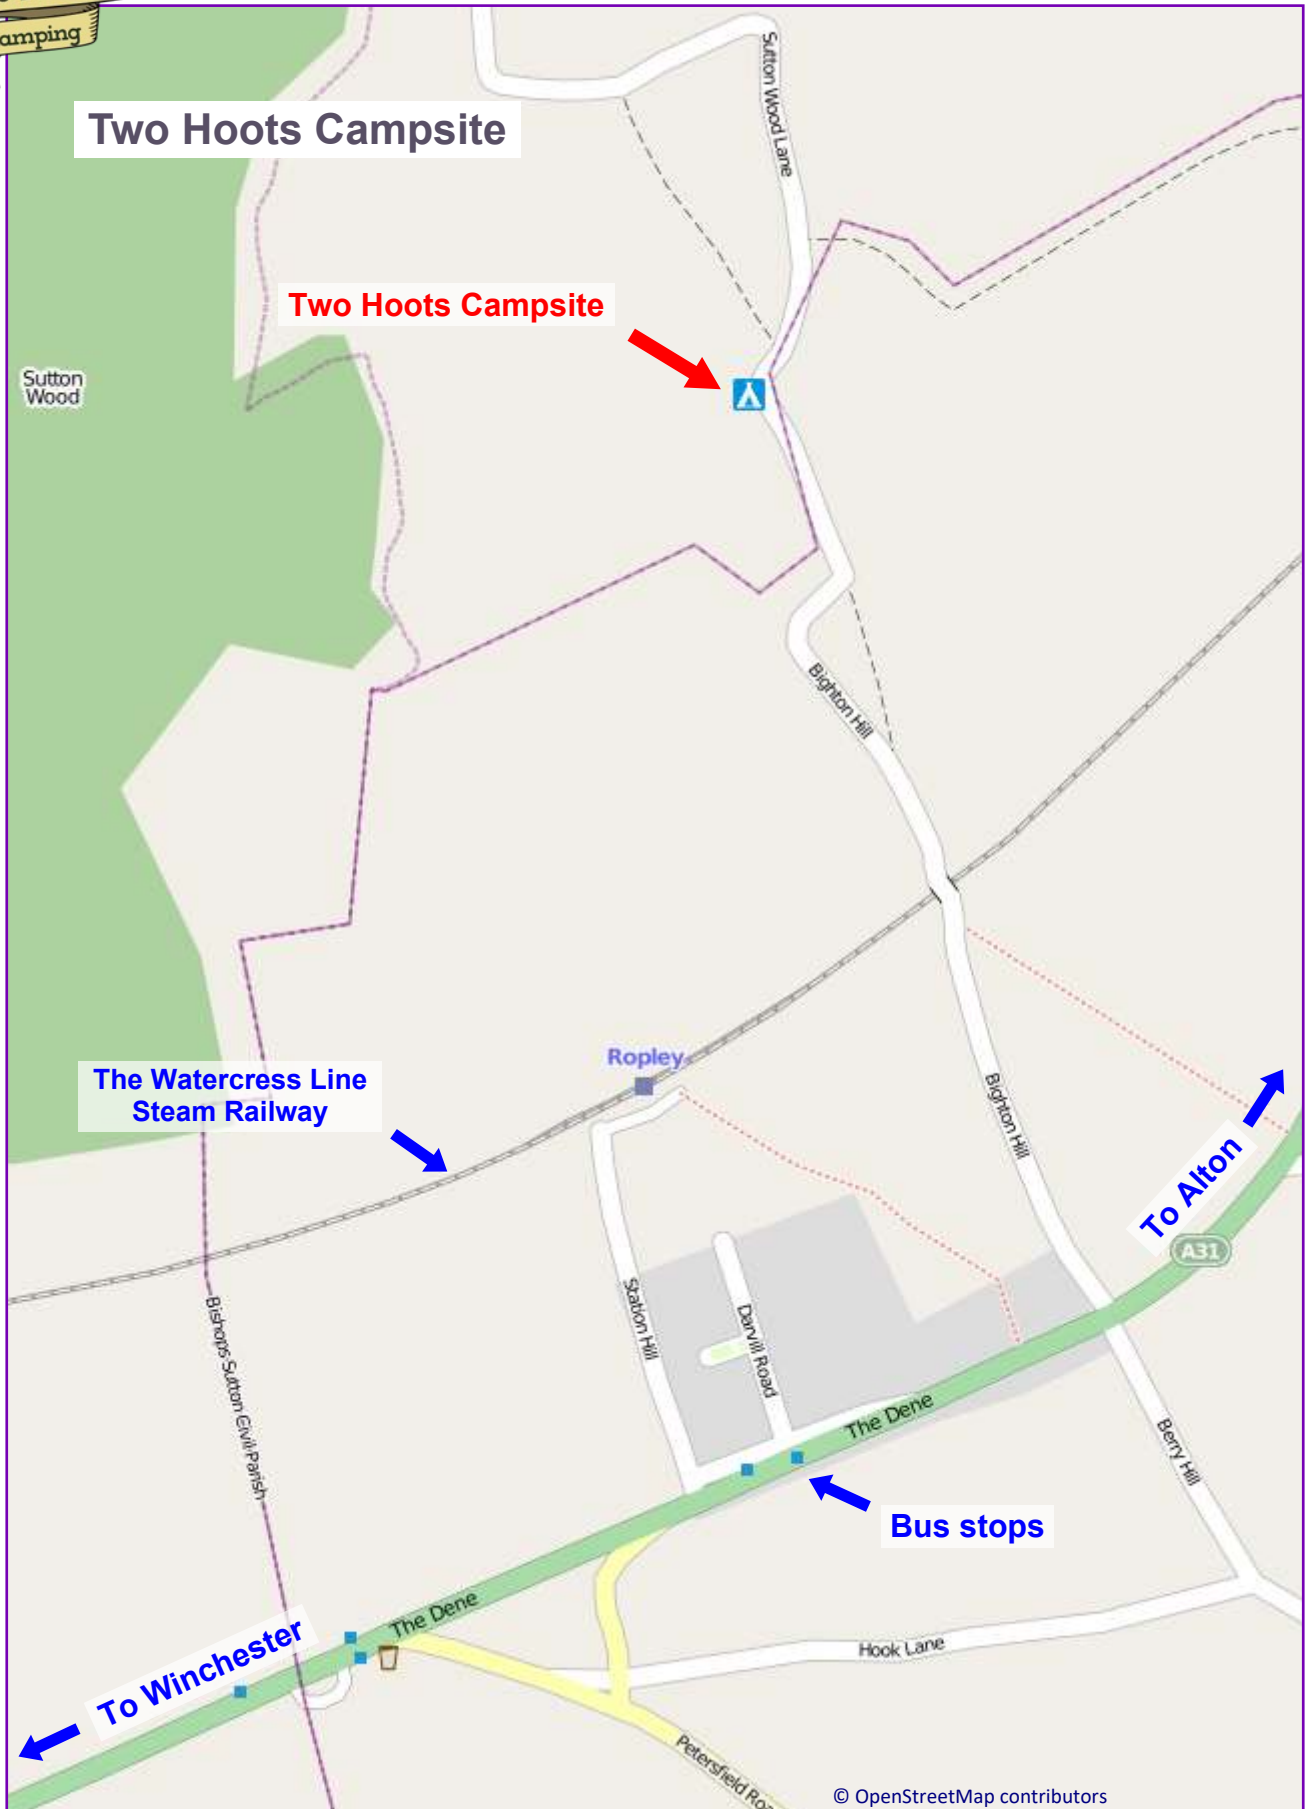 amping
Two Hoots Campsite
Sutton Wood Lane
Two Hoots Campsite
Sutton
Wood
Bighton Hill
Ropley
The Watercress Line
Steam Railway
Bighton Hill
To Alton
A31
Bishops Sutton Civil Parish
Station Hill
Darvill Road
The Dene
Berry Hill
Bus stops
The Dene
To Winchester
Hook Lane
Petersfield Roa
© OpenStreetMap contributors